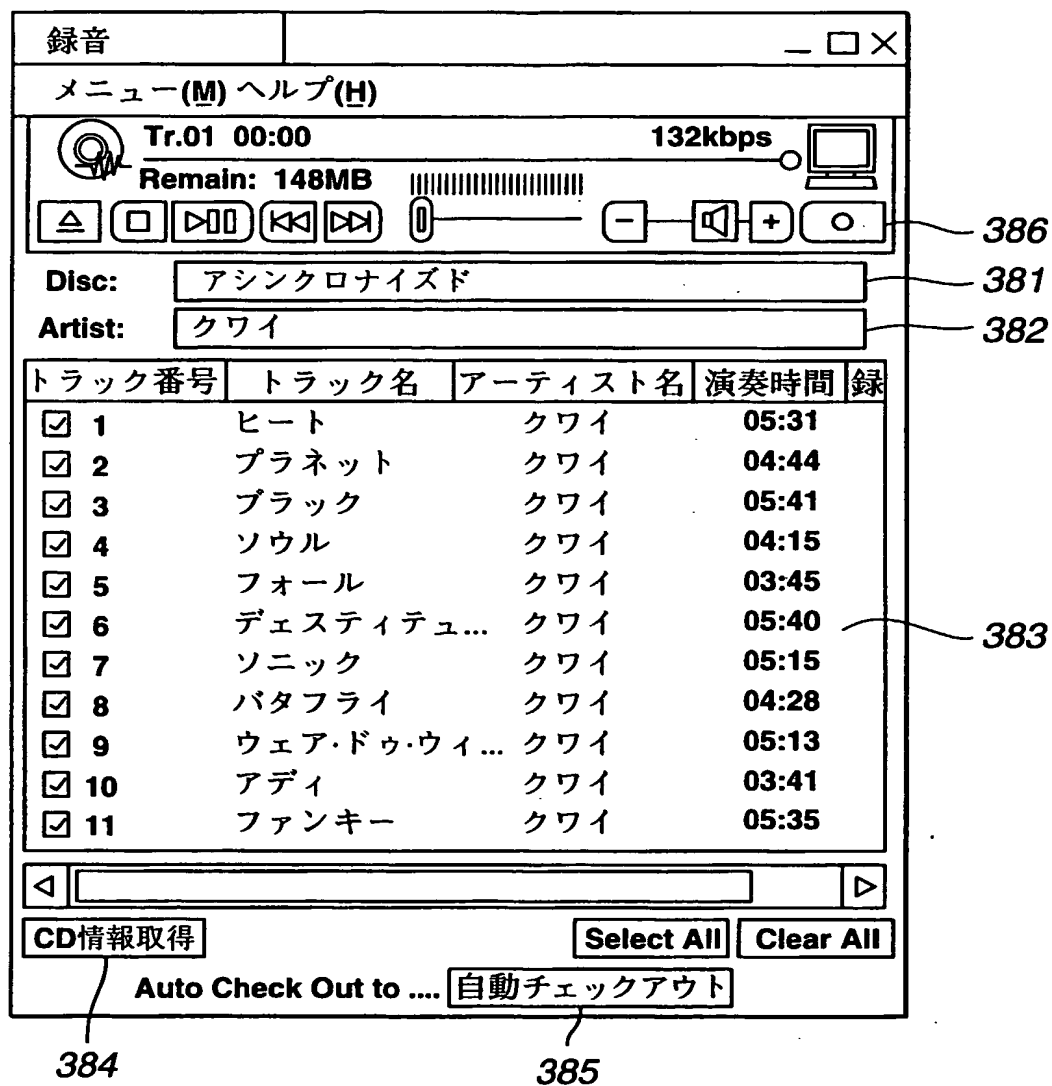 録音
メニュー(M) ヘルプ(H)
Tr.01 00:00 132kbps
Remain: 148MB
386
Disc: アシンクロナイズド 381
Artist: クワイ 382
トラック番号 トラック名 アーティスト名 演奏時間 録
1 ヒート クワイ 05:31
2 プラネット クワイ 04:44
3 ブラック クワイ 05:41
4 ソウル クワイ 04:15
5 フォール クワイ 03:45
6 デェスティテュ... クワイ 05:40
383
7 ソニック クワイ 05:15
8 バタフライ クワイ 04:28
9 ウェア・ドゥ・ウィ... クワイ 05:13
10 アディ クワイ 03:41
11 ファンキー クワイ 05:35
CD情報取得 Select All Clear All
Auto Check Out to .... 自動チェックアウト
384 385